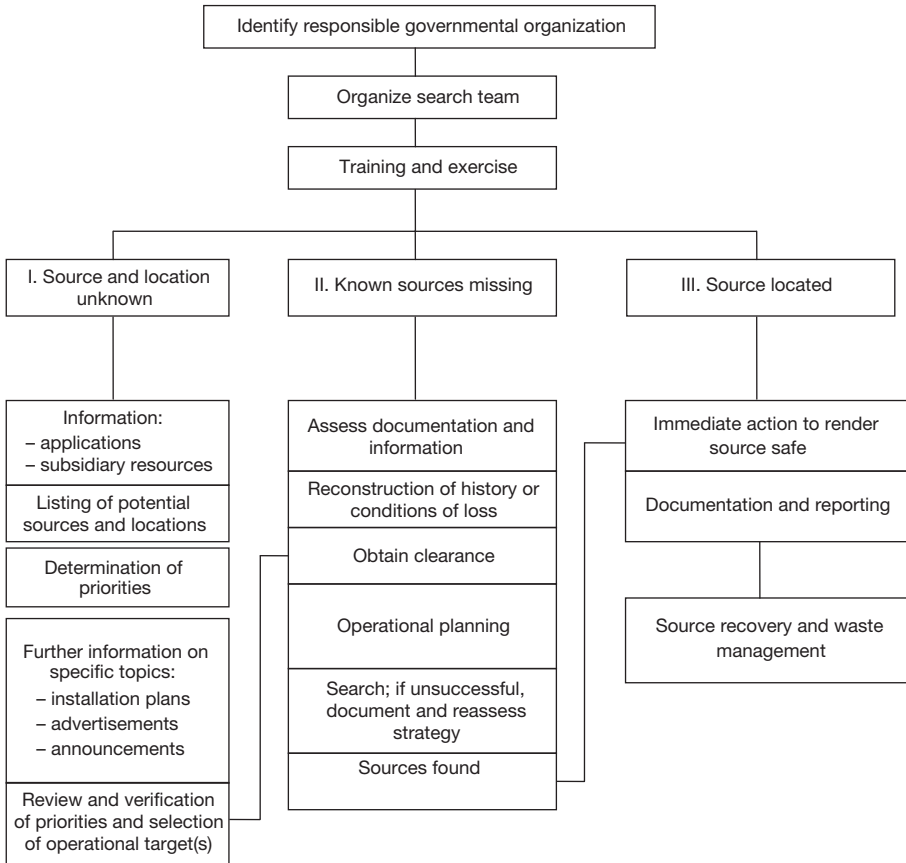 Identify responsible governmental organization
Organize search team
Training and exercise
I. Source and location
unknown
II. Known sources missing
III. Source located
Information:
– applications
– subsidiary resources
Listing of potential
sources and locations
Determination of
priorities
Further information on
specific topics:
– installation plans
– advertisements
– announcements
Review and verification
of priorities and selection
of operational target(s)
Assess documentation and
information
Reconstruction of history or
conditions of loss
Obtain clearance
Operational planning
Search; if unsuccessful,
document and reassess
strategy
Sources found
Immediate action to render
source safe
Documentation and reporting
Source recovery and waste
management